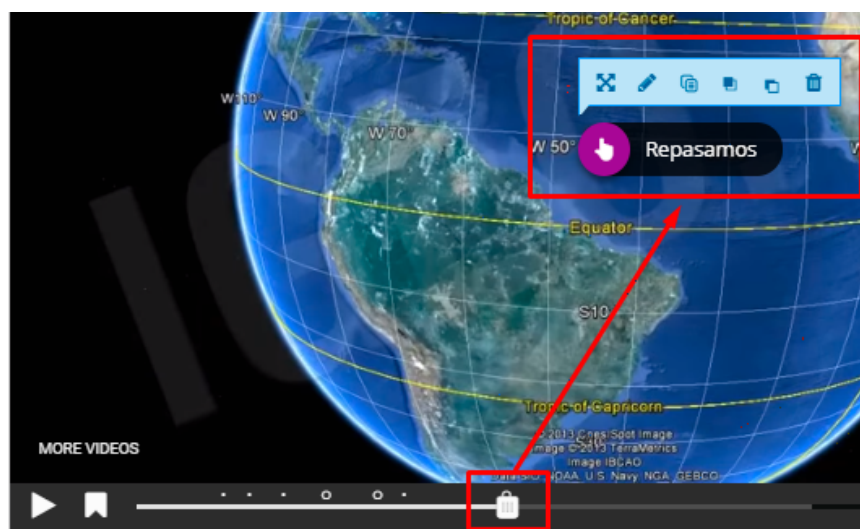 Tropic of Cancer
W110°
W 90°
W 70°
W 50°
Repasamos
Equator
S10
Tropic of Capricorn
© 2013 Cnes/Spot Image
Image © 2013 TerraMetrics
Image IBCAO
Data SIO, NOAA, U.S. Navy, NGA, GEBCO
MORE VIDEOS